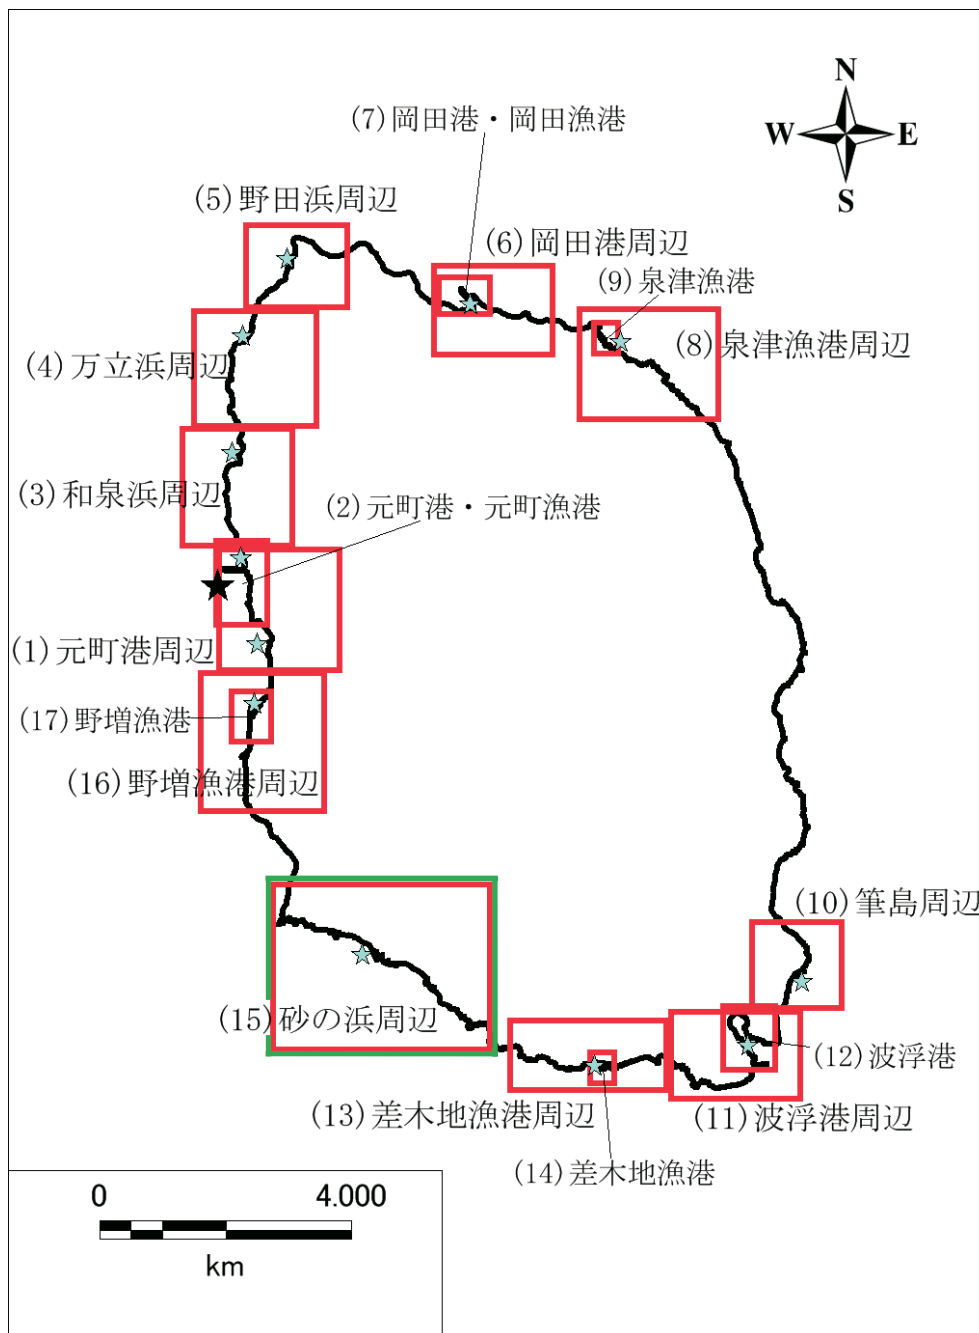 N
W
E
S
(7)岡田港・岡田漁港
(5)野田浜周辺
(6)岡田港周辺
(9)泉津漁港
(8)泉津漁港周辺
(4)万立浜周辺
(3)和泉浜周辺
(2)元町港・元町漁港
(1)元町港周辺
(17)野増漁港
(16)野増漁港周辺
(10)筆島周辺
(15)砂の浜周辺
(12)波浮港
(13)差木地漁港周辺
(11)波浮港周辺
(14)差木地漁港
0 4.000
km